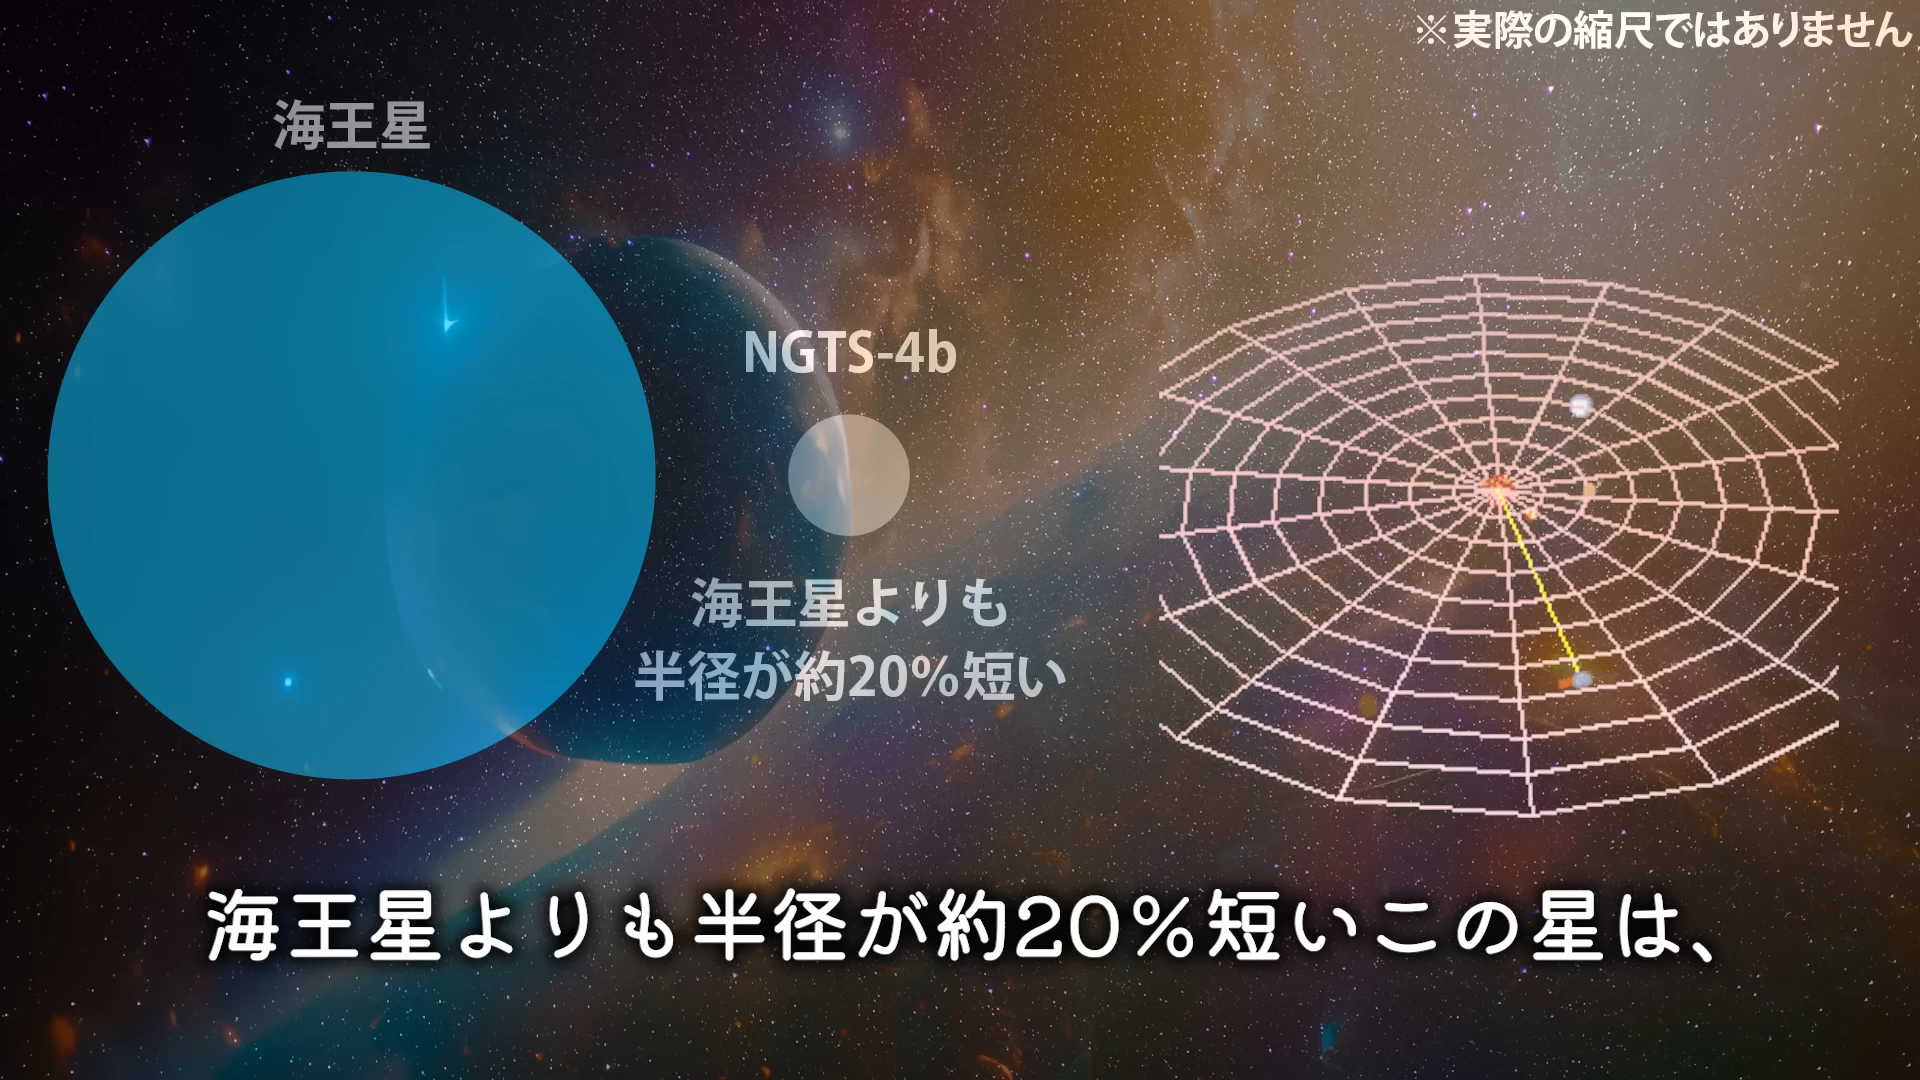 ※実際の縮尺ではありません
海王星
NGTS-4b
海王星よりも
半径が約20%短い
海王星よりも半径が約20%短いこの星は、